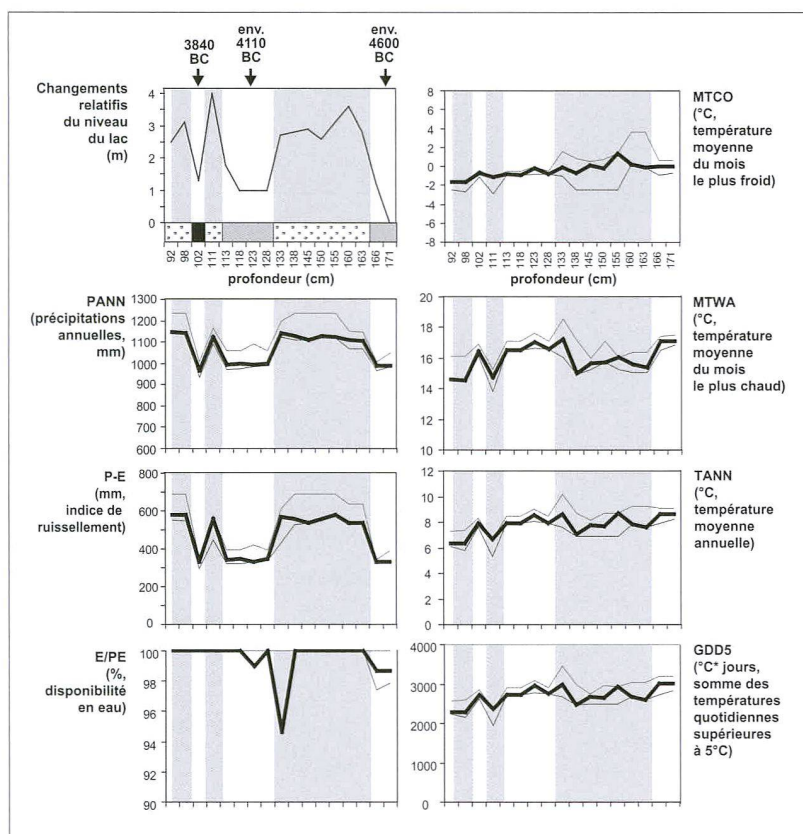 3840
BC
env.
4110
BC
env.
4600
BC
Changements
relatifis
du niveau
du lac
(m)
4
3
2
1
0
92
98
102
111
113
118
123
128
133
138
145
150
155
160
163
166
171
profondeur (cm)
8
6
4
2
0
-2
-4
-6
-8
92
98
102
111
113
118
123
128
133
138
145
150
155
160
163
166
171
profondeur (cm)
MTCO
(°C,
température
moyenne
du mois
le plus froid)
PANN
(précipitations
annuelles,
mm)
1300
1200
1100
1000
900
800
700
600
20
18
16
14
12
10
MTWA
(°C,
température
moyenne
du mois
le plus chaud)
P-E
(mm,
indice de
ruissellement)
800
600
400
200
0
12
10
8
6
4
2
0
TANN
(°C,
température
moyenne
annuelle)
E/PE
(%,
disponibilité
en eau)
100
98
96
94
92
90
4000
3000
2000
1000
0
GDD5
(°C* jours,
somme des
températures
quotidiennes
supérieures
à 5°C)